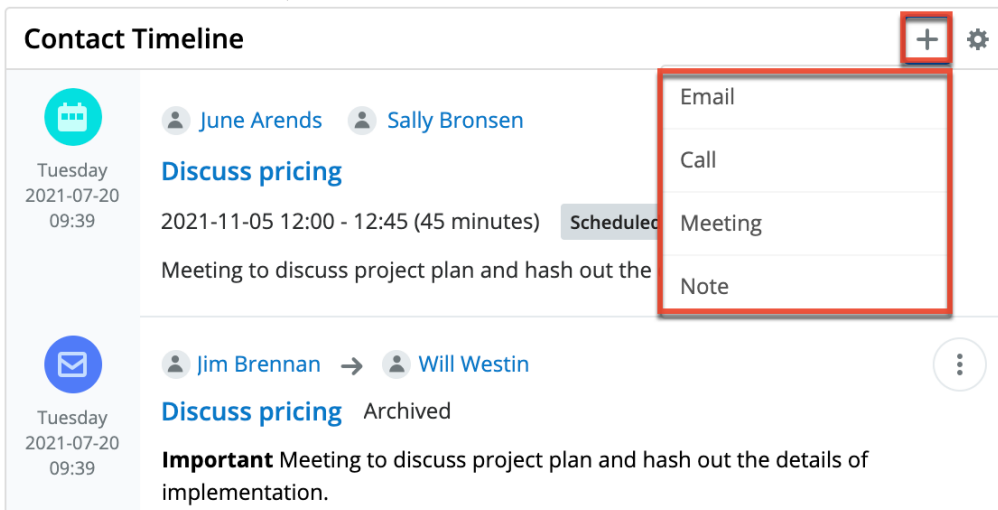 Contact Timeline
Email
Call
Meeting
Note
Tuesday
2021-07-20
09:39
June Arends Sally Bronsen
Discuss pricing
2021-11-05 12:00 - 12:45 (45 minutes) Scheduled
Meeting to discuss project plan and hash out the
Tuesday
2021-07-20
09:39
Jim Brennan → Will Westin
Discuss pricing Archived
Important Meeting to discuss project plan and hash out the details of
implementation.